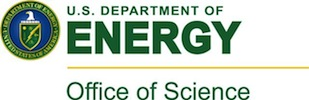 U.S. DEPARTMENT OF
ENERGY
Office of Science